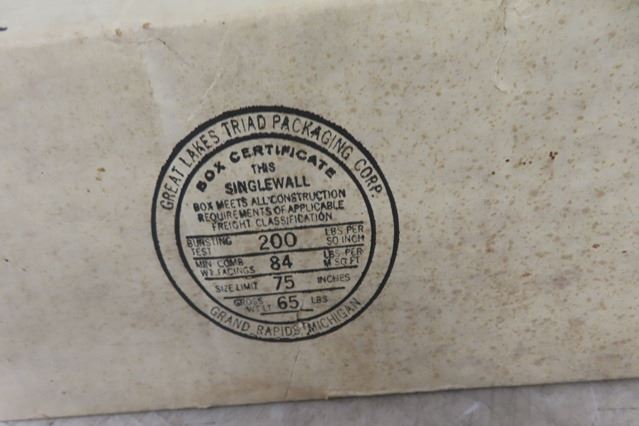 GREAT LAKES TRIAD PACKAGING CORP.
BOX CERTIFICATE
THIS
SINGLEWALL
BOX MEETS ALL CONSTRUCTION
REQUIREMENTS OF APPLICABLE
FREIGHT CLASSIFICATION
BURSTING TEST 200 LBS PER SQ INCH
MIN COMB WT. FACINGS 84 LBS PER M SQ FT
SIZE LIMIT 75 INCHES
GROSS WT LT 65 LBS
GRAND RAPIDS, MICHIGAN